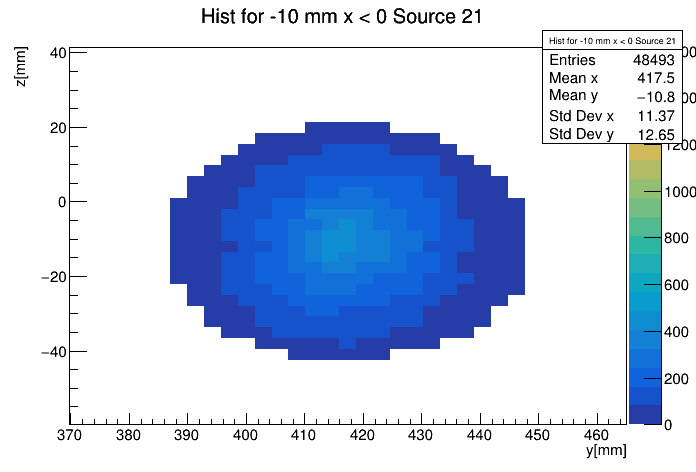 Hist for -10 mm x < 0 Source 21
Hist for -10 mm x < 0 Source 21
Entries 48493
Mean x 417.5
Mean y −10.8
Std Dev x 11.37
Std Dev y 12.65
z[mm]
40
20
0
−20
−40
370 380 390 400 410 420 430 440 450 460
y[mm]
1200
1000
800
600
400
200
0